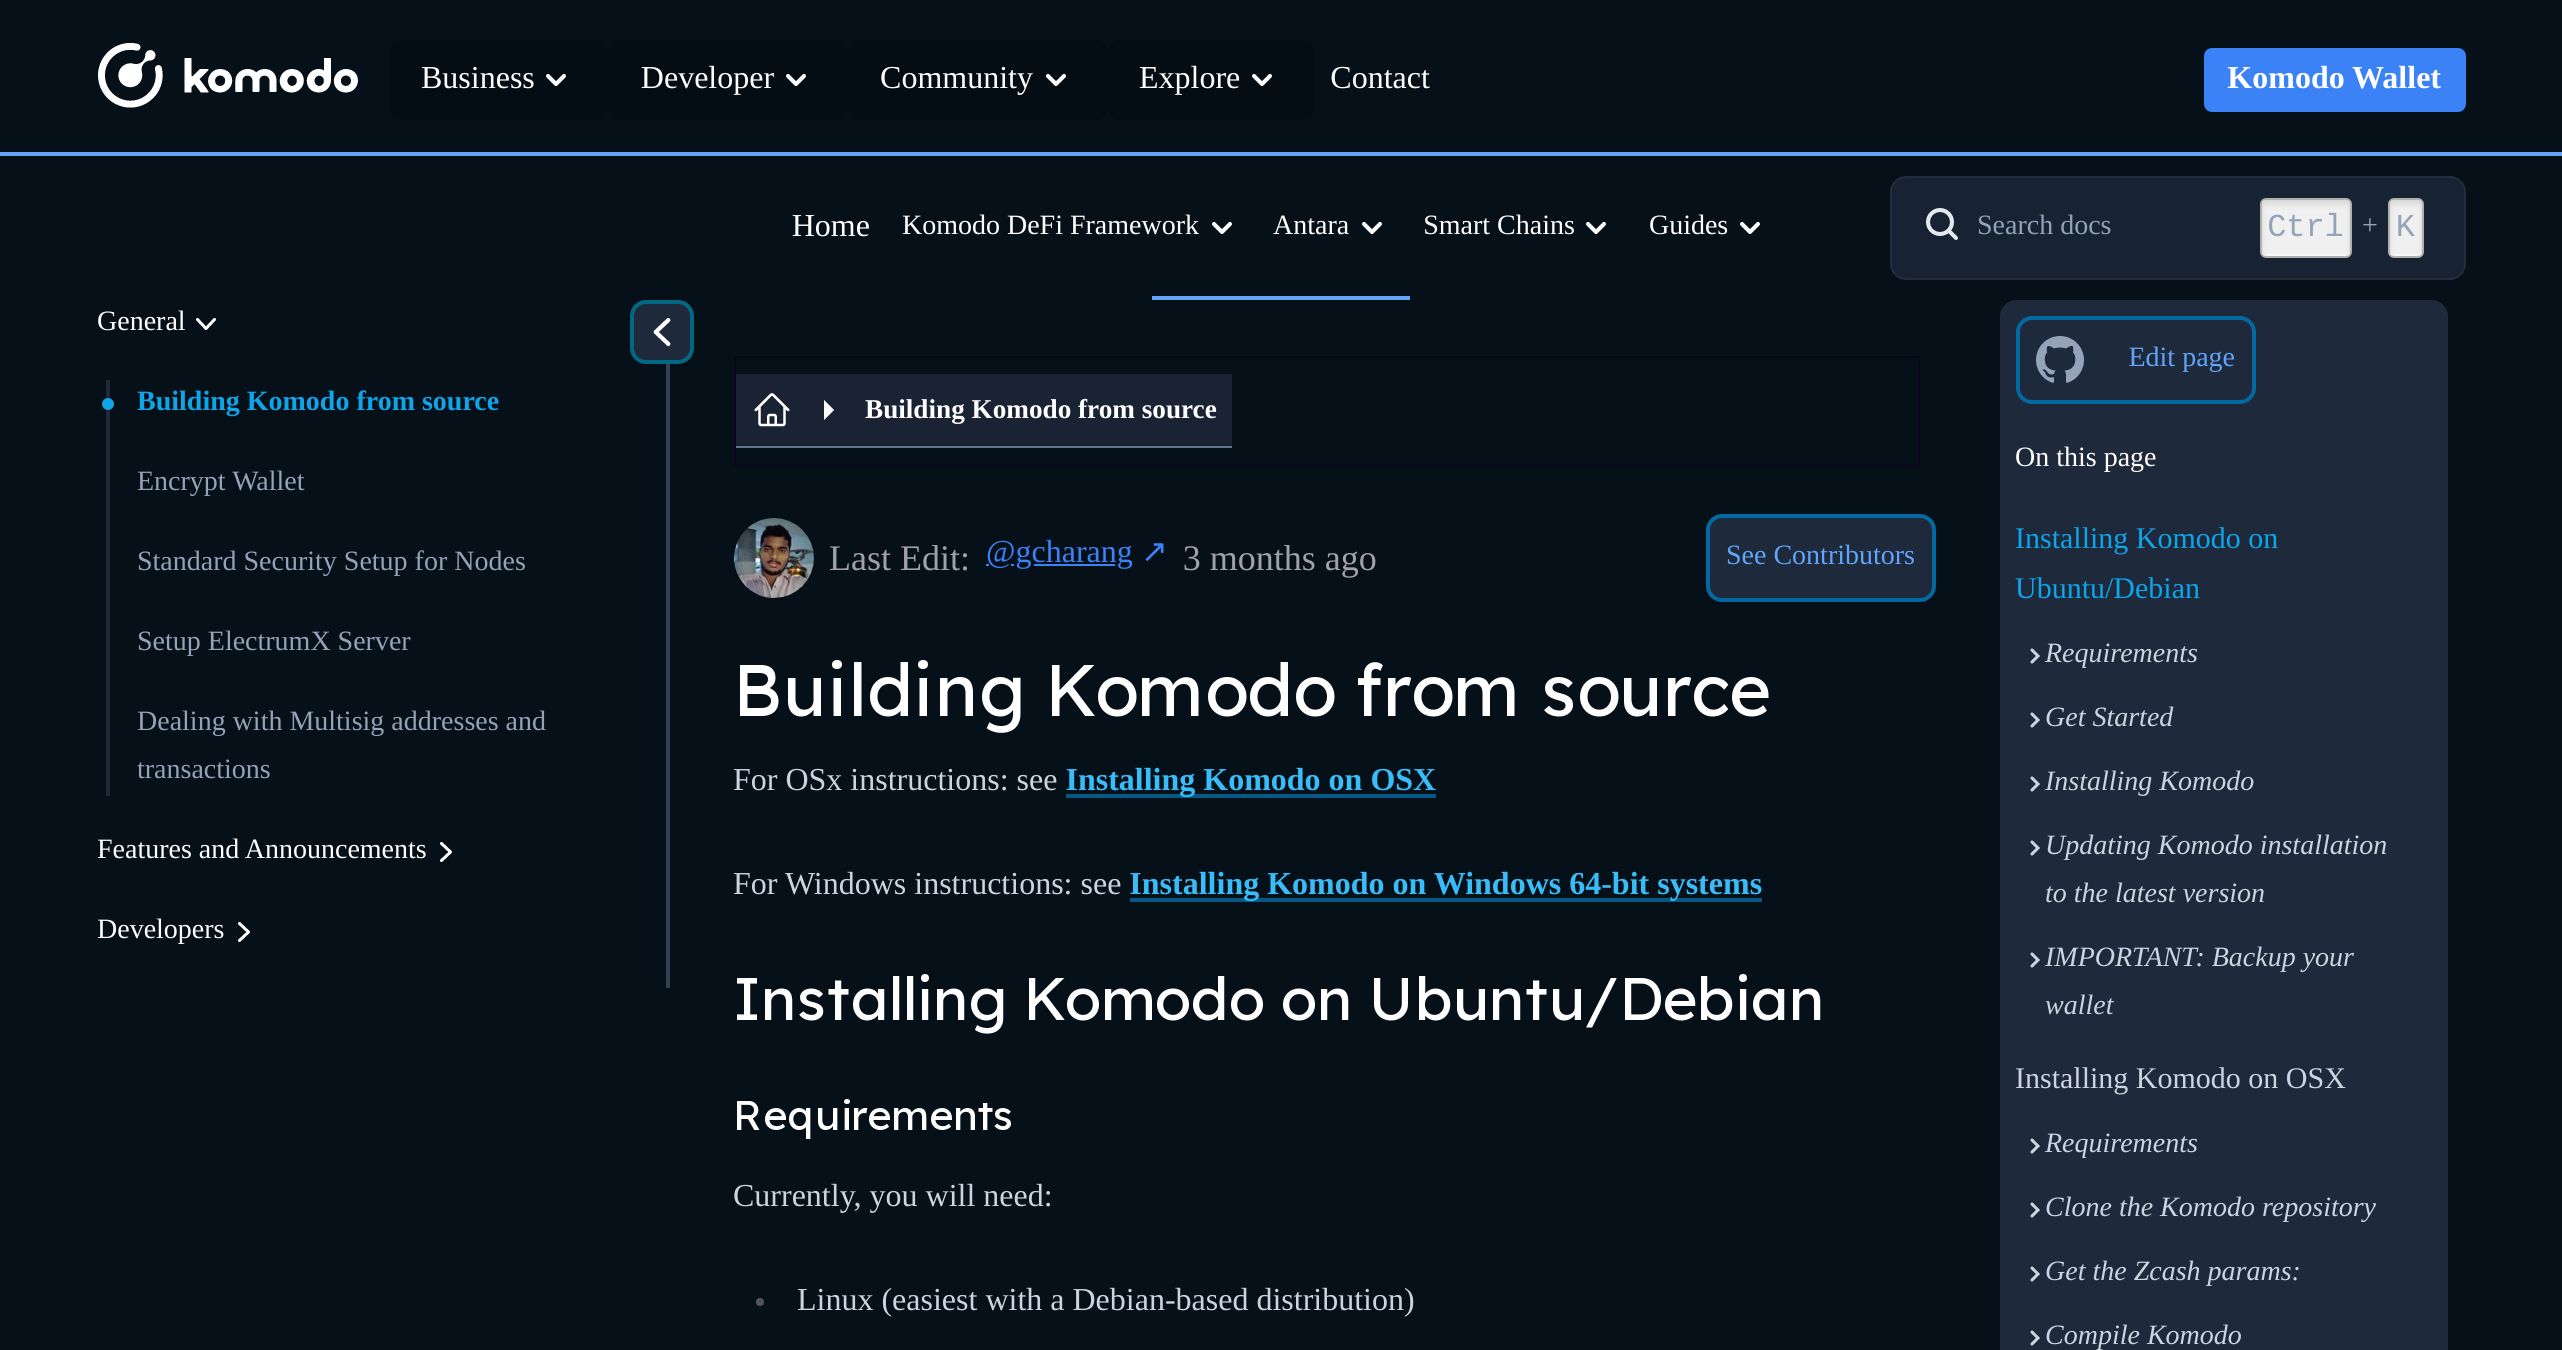 komodo
Business
Developer
Community
Explore
Contact
Komodo Wallet
Home
Komodo DeFi Framework
Antara
Smart Chains
Guides
Search docs
Ctrl + K
General
Building Komodo from source
Encrypt Wallet
Standard Security Setup for Nodes
Setup ElectrumX Server
Dealing with Multisig addresses and
transactions
Features and Announcements
Developers
Building Komodo from source
Last Edit: @gcharang ↗ 3 months ago
See Contributors
Building Komodo from source
For OSx instructions: see Installing Komodo on OSX
For Windows instructions: see Installing Komodo on Windows 64-bit systems
Installing Komodo on Ubuntu/Debian
Requirements
Currently, you will need:
Linux (easiest with a Debian-based distribution)
Edit page
On this page
Installing Komodo on
Ubuntu/Debian
Requirements
Get Started
Installing Komodo
Updating Komodo installation
to the latest version
IMPORTANT: Backup your
wallet
Installing Komodo on OSX
Requirements
Clone the Komodo repository
Get the Zcash params:
Compile Komodo